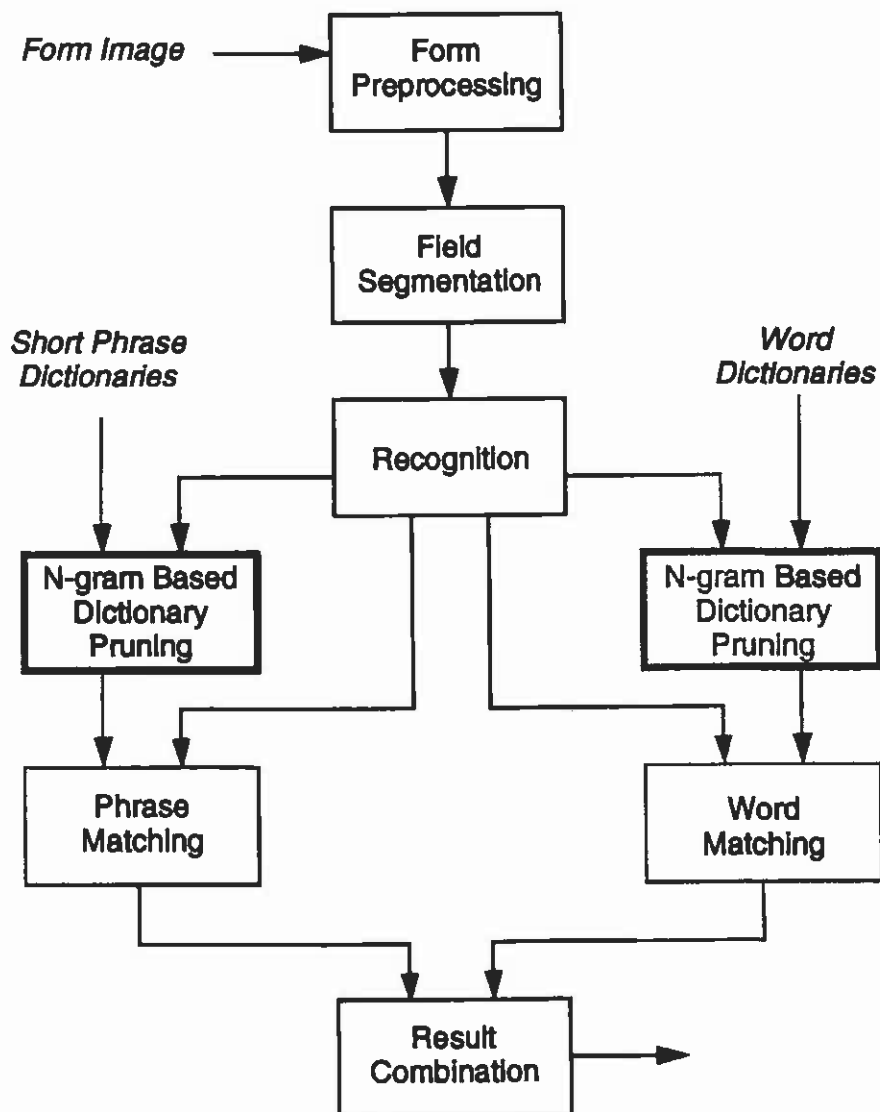 Form Image
Form
Preprocessing
Field
Segmentation
Short Phrase
Dictionaries
Word
Dictionaries
Recognition
N-gram Based
Dictionary
Pruning
N-gram Based
Dictionary
Pruning
Phrase
Matching
Word
Matching
Result
Combination